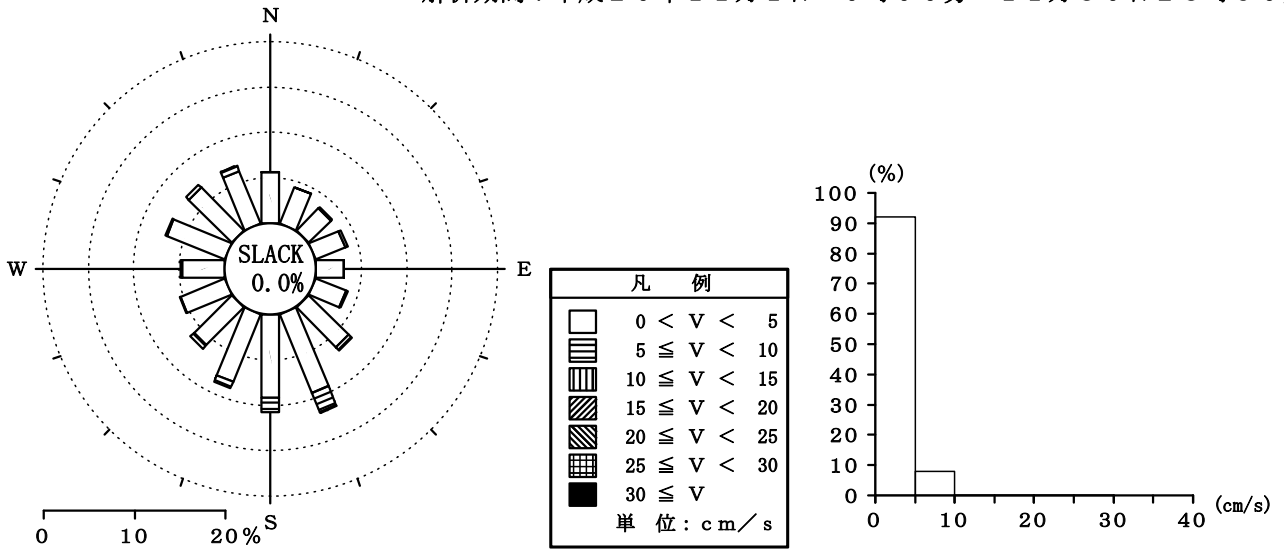 N
W
E
S
SLACK
0.0%
0 10 20%
凡 例
0 < V < 5
5 ≦ V < 10
10 ≦ V < 15
15 ≦ V < 20
20 ≦ V < 25
25 ≦ V < 30
30 ≦ V
単 位:cm/s
(%)
100
90
80
70
60
50
40
30
20
10
0
0 10 20 30 40
(cm/s)